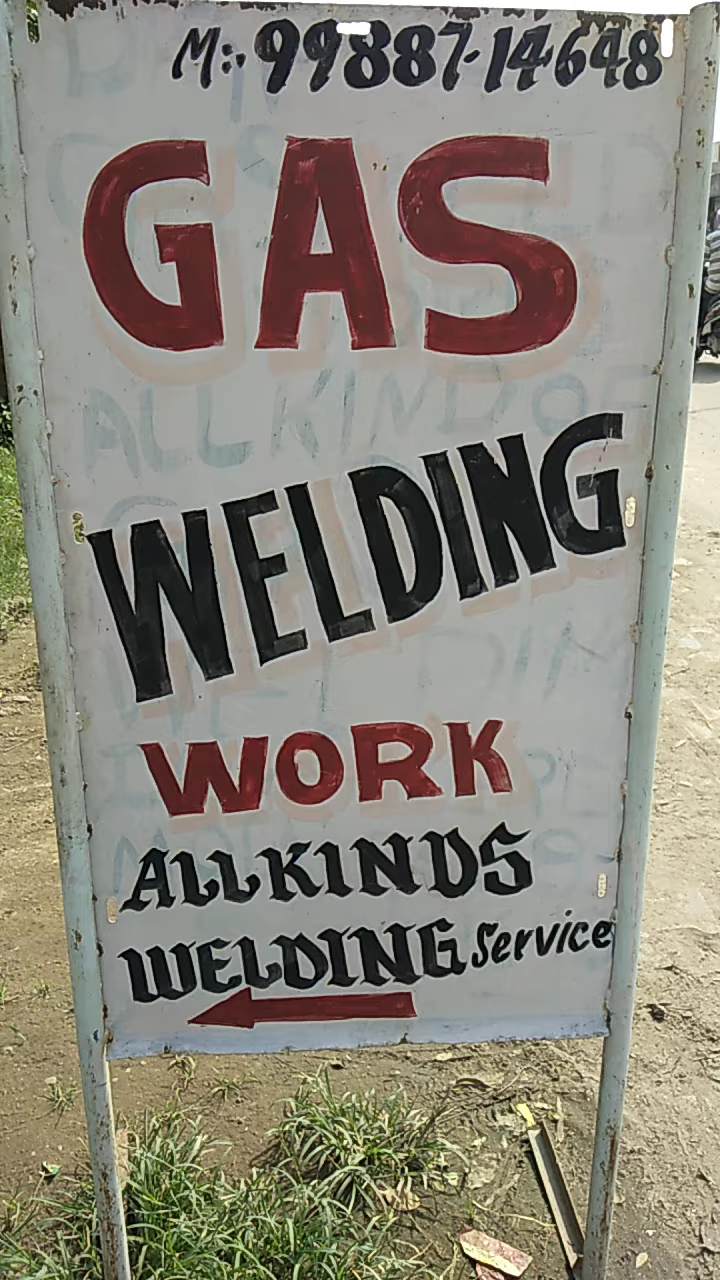 M:- 99887-14648
GAS
WELDING
WORK
ALLKINDS
WELDING Service